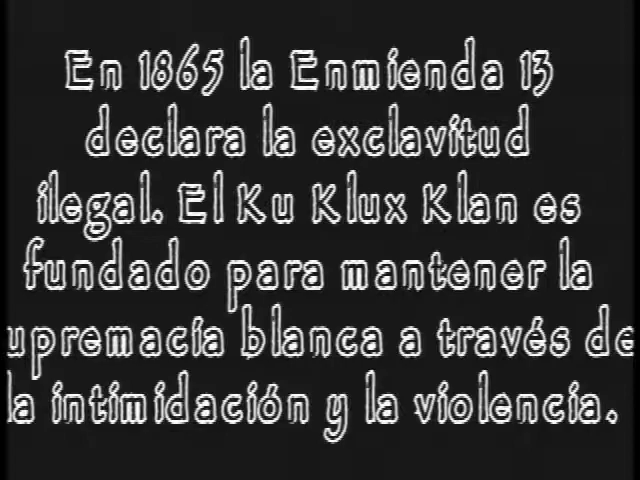 En 1865 la Enmienda 13
declara la exclavitud
ilegal. El Ku Klux Klan es
fundado para mantener la
upremacía blanca a través de
la intimidación y la violencia.